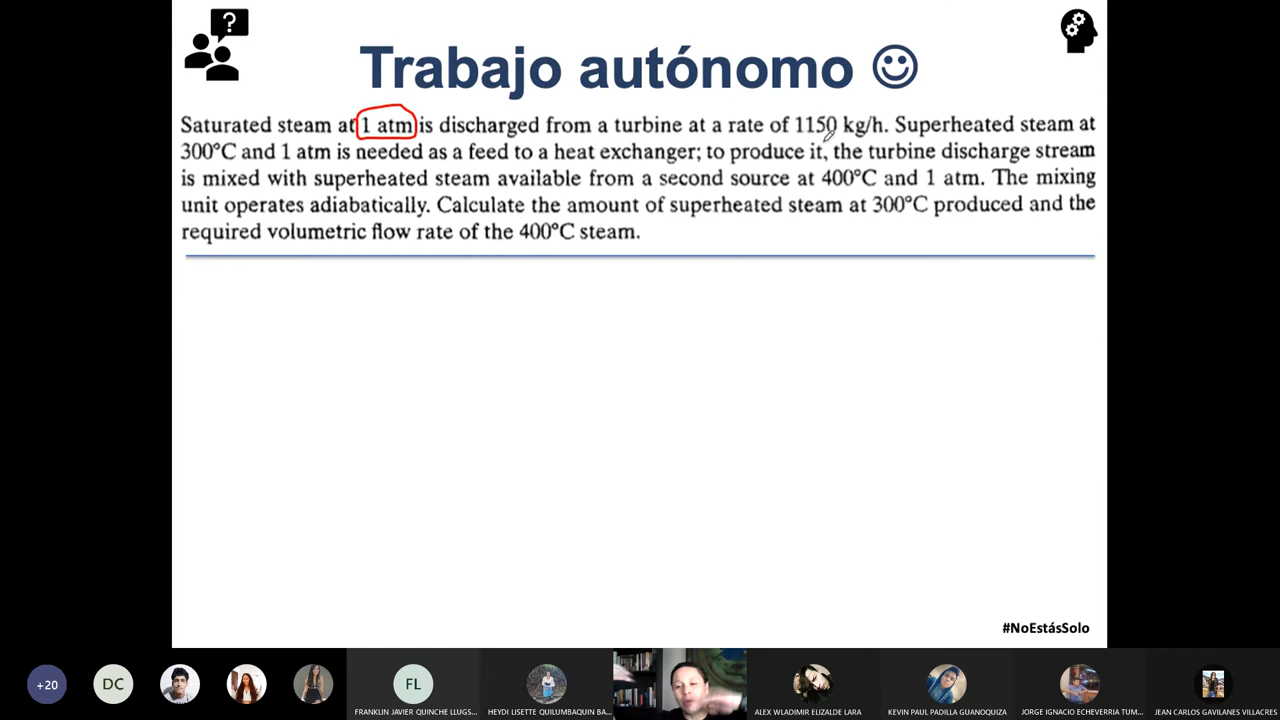 ?
Trabajo autónomo
Saturated steam at 1 atm is discharged from a turbine at a rate of 1150 kg/h. Superheated steam at
300°C and 1 atm is needed as a feed to a heat exchanger; to produce it, the turbine discharge stream
is mixed with superheated steam available from a second source at 400°C and 1 atm. The mixing
unit operates adiabatically. Calculate the amount of superheated steam at 300°C produced and the
required volumetric flow rate of the 400°C steam.
#NoEstásSolo
+20
DC
FL
FRANKLIN JAVIER QUINCHE LLUGS...
HEYDI LISETTE QUILUMBAQUIN BA...
ALEX WLADIMIR ELIZALDE LARA
KEVIN PAUL PADILLA GUANOQUIZA
JORGE IGNACIO ECHEVERRIA TUM...
JEAN CARLOS GAVILANES VILLACRES